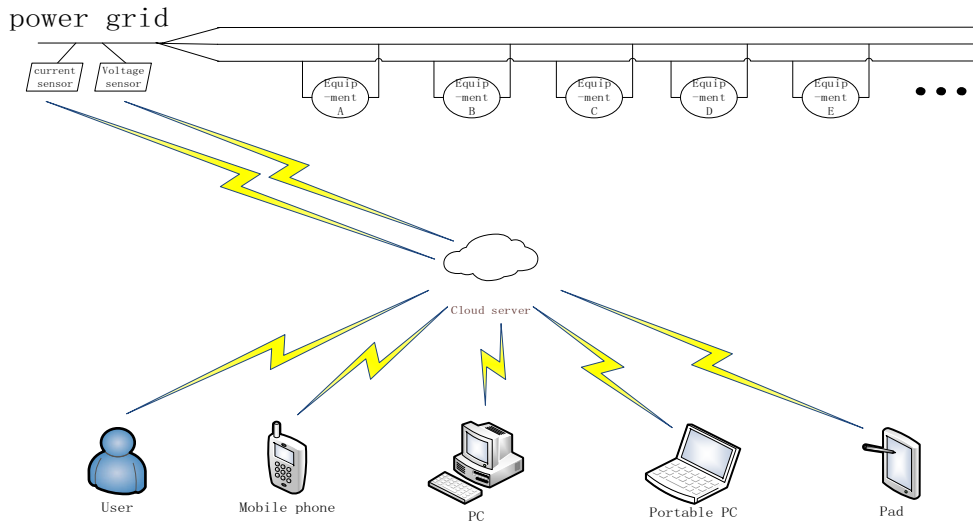 power grid
current
sensor
Voltage
sensor
Equip
-ment
A
Equip
-ment
B
Equip
-ment
C
Equip
-ment
D
Equip
-ment
E
Cloud server
User
Mobile phone
PC
Portable PC
Pad